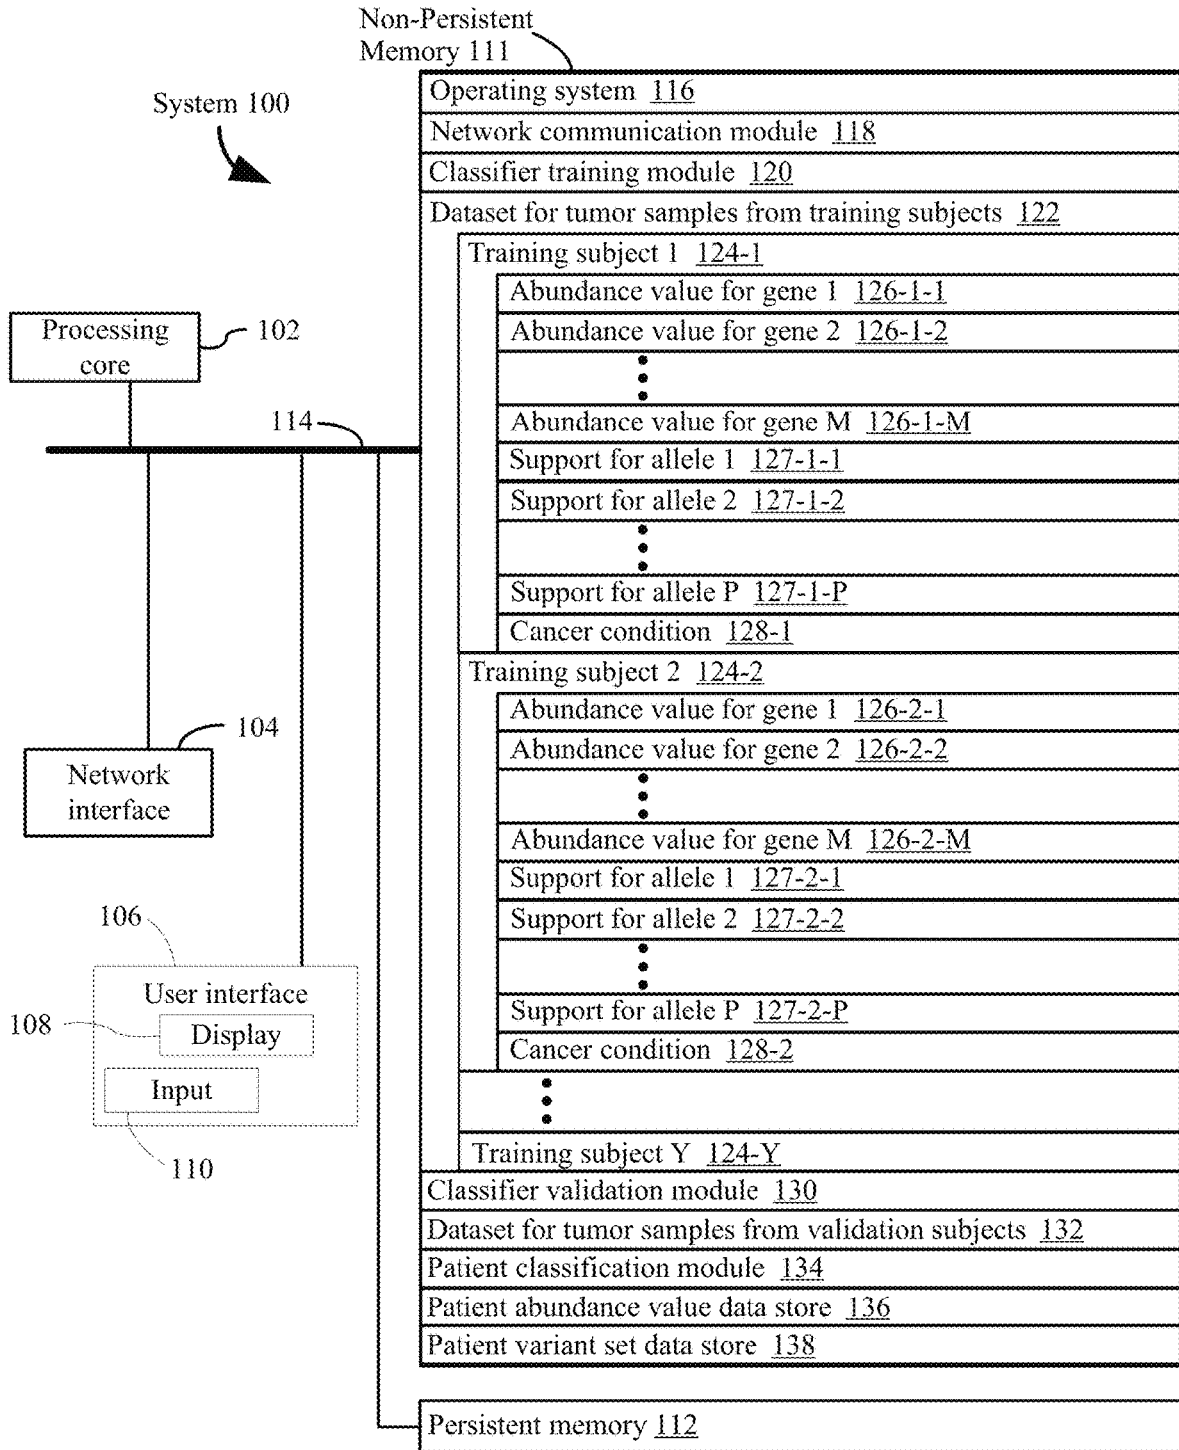 Non-Persistent
Memory 111
System 100
Operating system 116
Network communication module 118
Classifier training module 120
Dataset for tumor samples from training subjects 122
Training subject 1 124-1
Abundance value for gene 1 126-1-1
Abundance value for gene 2 126-1-2
Abundance value for gene M 126-1-M
Support for allele 1 127-1-1
Support for allele 2 127-1-2
Support for allele P 127-1-P
Cancer condition 128-1
Training subject 2 124-2
Abundance value for gene 1 126-2-1
Abundance value for gene 2 126-2-2
Abundance value for gene M 126-2-M
Support for allele 1 127-2-1
Support for allele 2 127-2-2
Support for allele P 127-2-P
Cancer condition 128-2
Training subject Y 124-Y
Classifier validation module 130
Dataset for tumor samples from validation subjects 132
Patient classification module 134
Patient abundance value data store 136
Patient variant set data store 138
Persistent memory 112
Processing
core
102
114
104
Network
interface
106
User interface
108
Display
Input
110